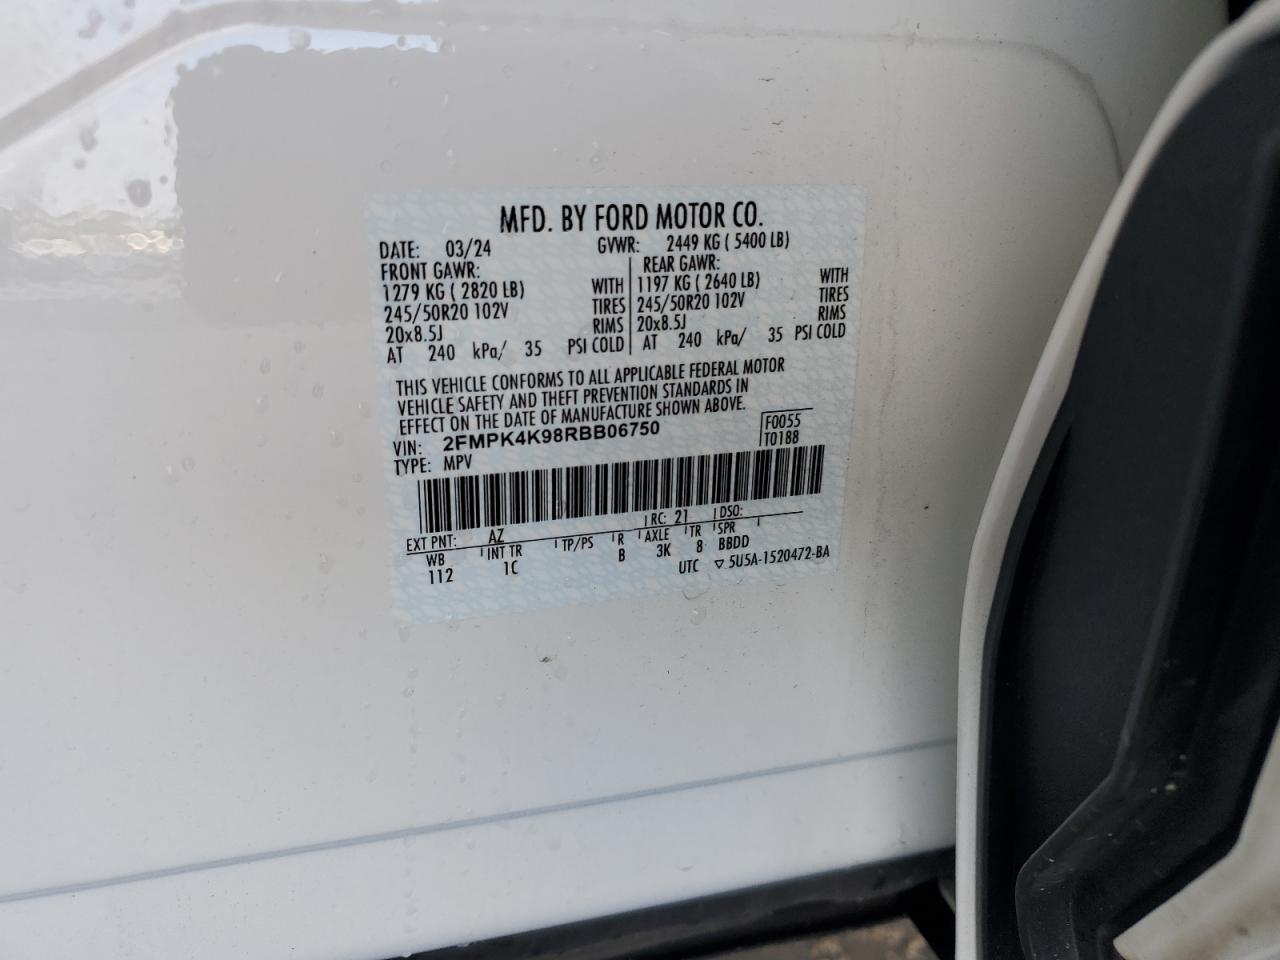 MFD. BY FORD MOTOR CO.
DATE: 03/24 GVWR: 2449 KG ( 5400 LB)
FRONT GAWR: REAR GAWR:
1279 KG ( 2820 LB) WITH 1197 KG ( 2640 LB) WITH
245/50R20 102V TIRES 245/50R20 102V TIRES
20x8.5J RIMS 20x8.5J RIMS
AT 240 kPa/ 35 PSI COLD AT 240 kPa/ 35 PSI COLD
THIS VEHICLE CONFORMS TO ALL APPLICABLE FEDERAL MOTOR
VEHICLE SAFETY AND THEFT PREVENTION STANDARDS IN
EFFECT ON THE DATE OF MANUFACTURE SHOWN ABOVE.
VIN: 2FMPK4K98RBB06750 F0055
TYPE: MPV T0188
EXT PNT: AZ RC: 21 DSO:
WB INT TR TP/PS R AXLE TR SPR
112 1C B 3K 8 BBDD
UTC ▽ 5U5A-1520472-BA